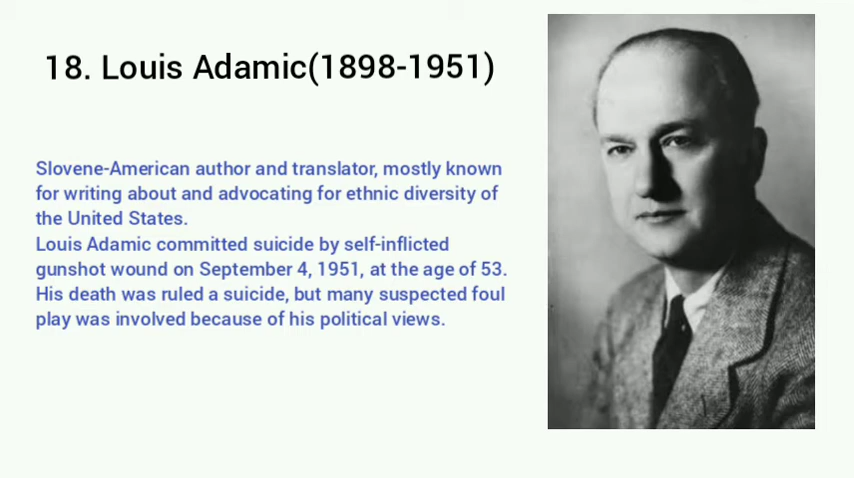 18. Louis Adamic(1898-1951)
Slovene-American author and translator, mostly known
for writing about and advocating for ethnic diversity of
the United States.
Louis Adamic committed suicide by self-inflicted
gunshot wound on September 4, 1951, at the age of 53.
His death was ruled a suicide, but many suspected foul
play was involved because of his political views.